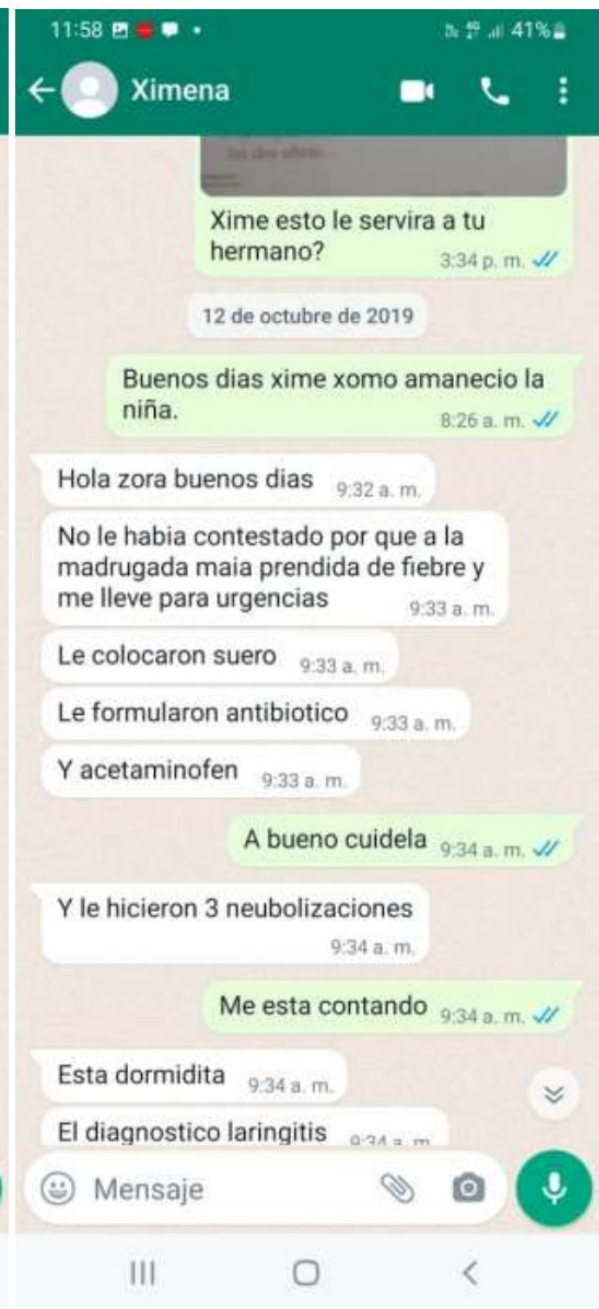 11:58
41%
Ximena
Xime esto le servira a tu
hermano?
3:34 p. m.
12 de octubre de 2019
Buenos dias xime xomo amanecio la
niña.
8:26 a. m.
Hola zora buenos dias 9:32 a. m.
No le habia contestado por que a la
madrugada maia prendida de fiebre y
me lleve para urgencias 9:33 a. m.
Le colocaron suero 9:33 a. m.
Le formularon antibiotico 9:33 a. m.
Y acetaminofen 9:33 a. m.
A bueno cuidela 9:34 a. m.
Y le hicieron 3 neubolizaciones
9:34 a. m.
Me esta contando 9:34 a. m.
Esta dormidita 9:34 a. m.
El diagnostico laringitis 9:34 a. m.
Mensaje